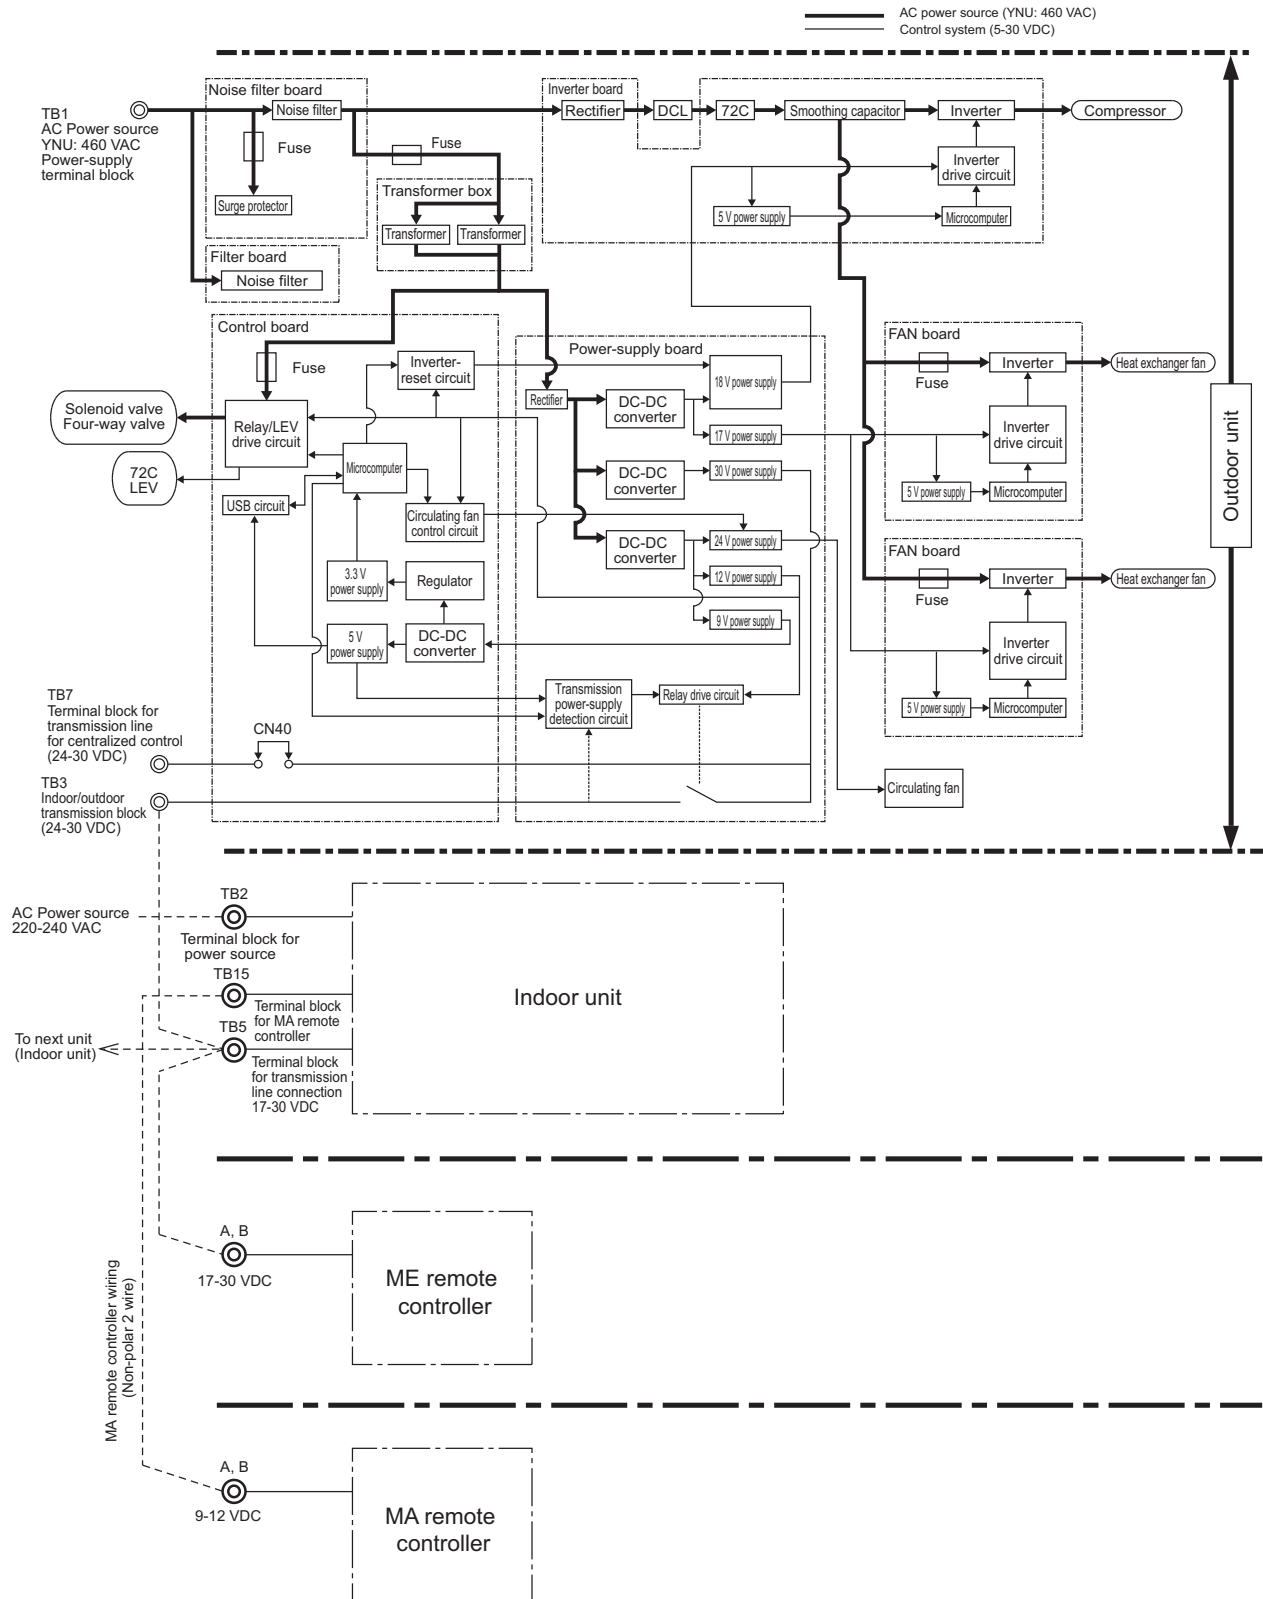 AC power source (YNU: 460 VAC)
Control system (5-30 VDC)
TB1
AC Power source
YNU: 460 VAC
Power-supply
terminal block
Noise filter board
Noise filter
Fuse
Surge protector
Filter board
Noise filter
Fuse
Transformer box
Transformer
Transformer
Inverter board
Rectifier
DCL
72C
Smoothing capacitor
Inverter
Compressor
Inverter
drive circuit
5 V power supply
Microcomputer
Control board
Fuse
Inverter-
reset circuit
Solenoid valve
Four-way valve
Relay/LEV
drive circuit
72C
LEV
Microcomputer
USB circuit
Circulating fan
control circuit
3.3 V
power supply
Regulator
5 V
power supply
DC-DC
converter
Power-supply board
Rectifier
DC-DC
converter
18 V power supply
17 V power supply
DC-DC
converter
30 V power supply
DC-DC
converter
24 V power supply
12 V power supply
9 V power supply
Transmission
power-supply
detection circuit
Relay drive circuit
FAN board
Fuse
Inverter
Heat exchanger fan
Inverter
drive circuit
5 V power supply
Microcomputer
FAN board
Fuse
Inverter
Heat exchanger fan
Inverter
drive circuit
5 V power supply
Microcomputer
Circulating fan
Outdoor unit
TB7
Terminal block for
transmission line
for centralized control
(24-30 VDC)
CN40
TB3
Indoor/outdoor
transmission block
(24-30 VDC)
AC Power source
220-240 VAC
TB2
Terminal block for
power source
TB15
Terminal block
for MA remote
controller
To next unit
(Indoor unit)
TB5
Terminal block
for transmission
line connection
17-30 VDC
Indoor unit
A, B
17-30 VDC
ME remote
controller
MA remote controller wiring
(Non-polar 2 wire)
A, B
9-12 VDC
MA remote
controller